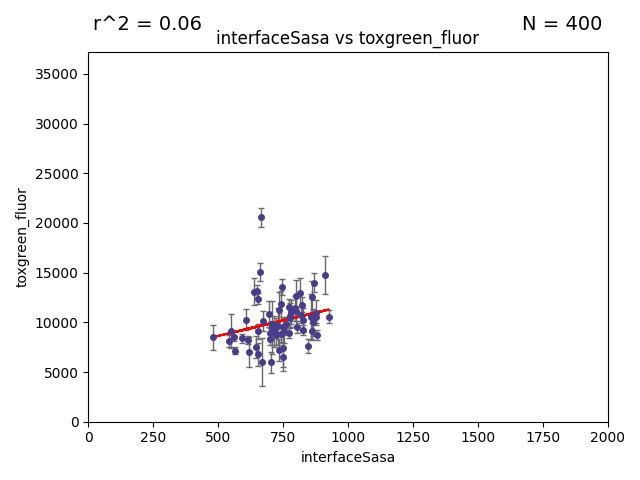 r^2 = 0.06
N = 400
interfaceSasa vs toxgreen_fluor
35000
30000
25000
20000
15000
10000
5000
0
toxgreen_fluor
0 250 500 750 1000 1250 1500 1750 2000
interfaceSasa